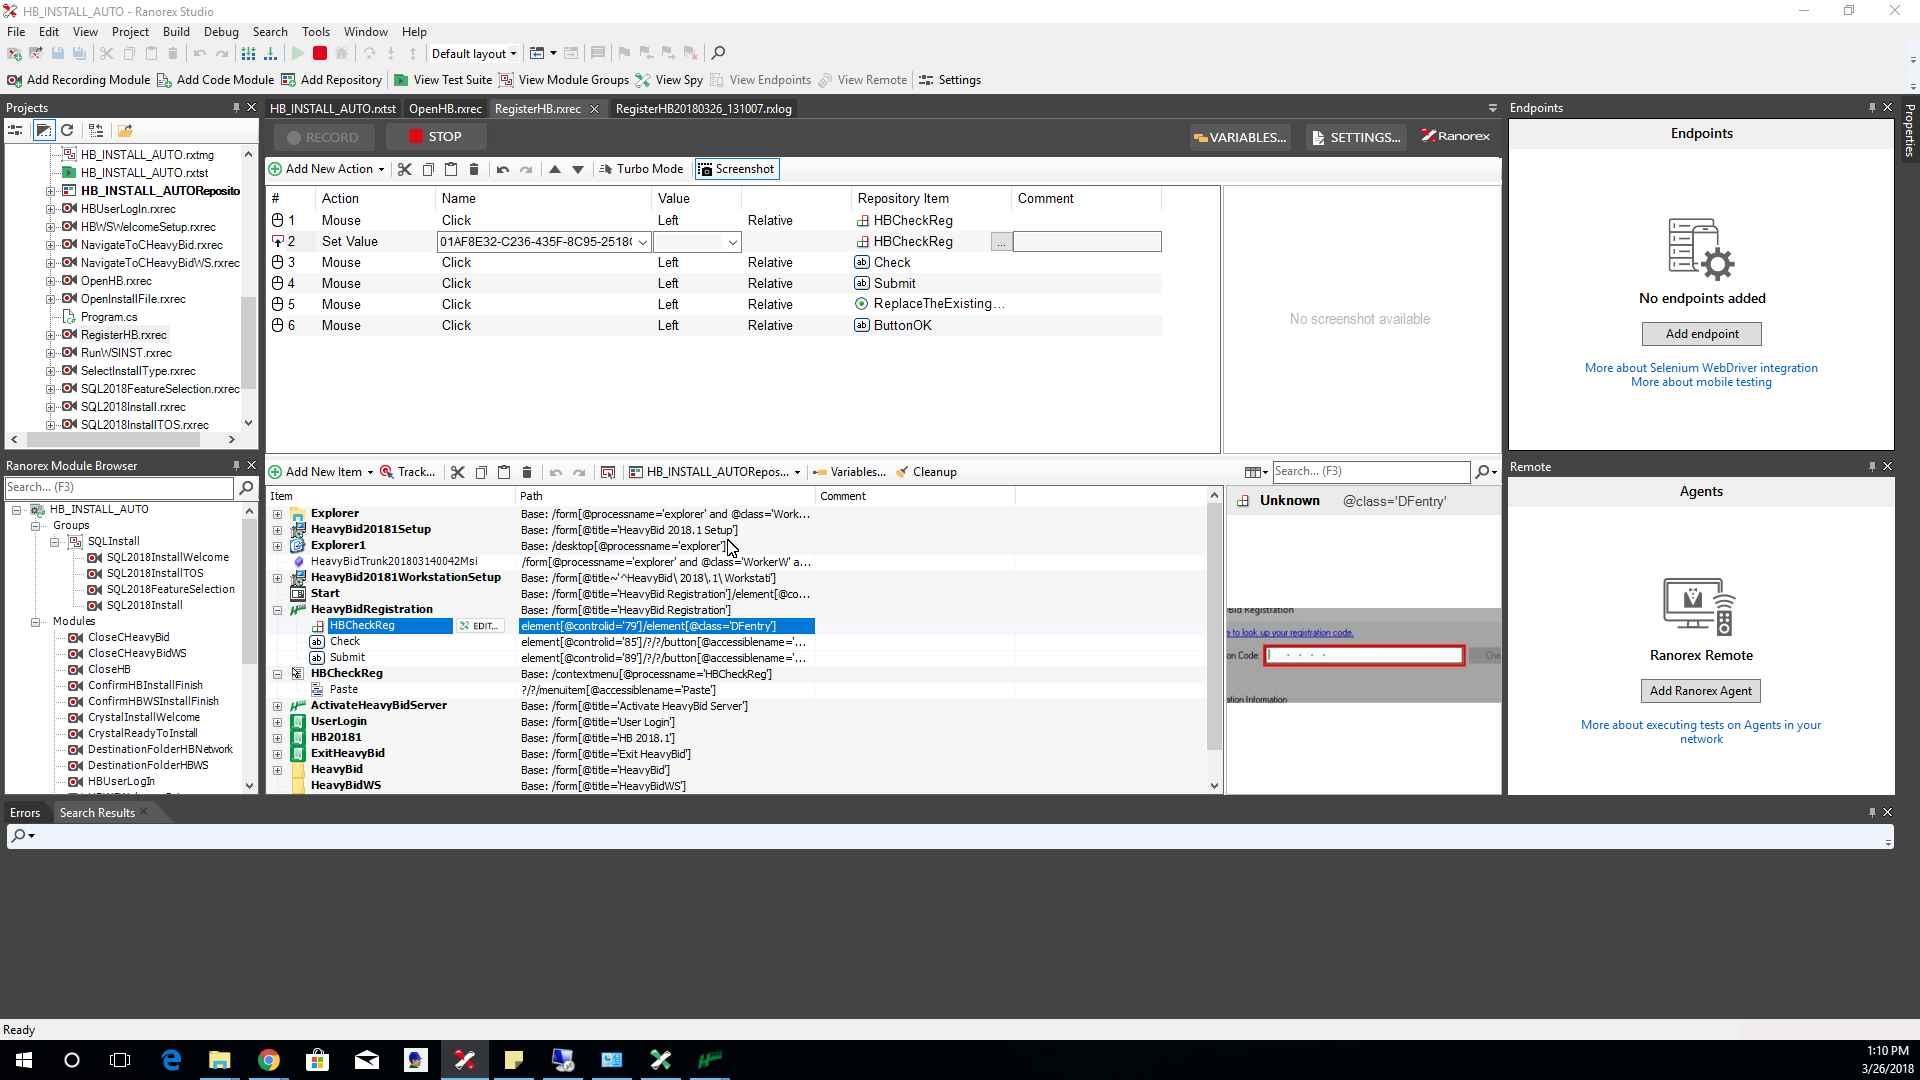 HB_INSTALL_AUTO - Ranorex Studio
File Edit View Project Build Debug Search Tools Window Help
Default layout
Add Recording Module Add Code Module Add Repository View Test Suite View Module Groups View Spy View Endpoints View Remote Settings
Projects
HB_INSTALL_AUTO.rxtst OpenHB.rxrec RegisterHB.rxrec RegisterHB20180326_131007.rxlog
Endpoints
Properties
RECORD STOP VARIABLES... SETTINGS... Ranorex
Endpoints
HB_INSTALL_AUTO.rxtmg
HB_INSTALL_AUTO.rxtst
HB_INSTALL_AUTOReposito
HBUserLogIn.rxrec
HBWSWelcomeSetup.rxrec
NavigateToCHeavyBid.rxrec
NavigateToCHeavyBidWS.rxrec
OpenHB.rxrec
OpenInstallFile.rxrec
Program.cs
RegisterHB.rxrec
RunWSINST.rxrec
SelectInstallType.rxrec
SQL2018FeatureSelection.rxrec
SQL2018Install.rxrec
SQL2018InstallTOS.rxrec
Add New Action Turbo Mode Screenshot
# Action Name Value Repository Item Comment
1 Mouse Click Left Relative HBCheckReg
2 Set Value 01AF8E32-C236-435F-8C95-2518( HBCheckReg ...
3 Mouse Click Left Relative Check
4 Mouse Click Left Relative Submit
5 Mouse Click Left Relative ReplaceTheExisting...
6 Mouse Click Left Relative ButtonOK
No screenshot available
No endpoints added
Add endpoint
More about Selenium WebDriver integration
More about mobile testing
Ranorex Module Browser
Search... (F3)
HB_INSTALL_AUTO
Groups
SQLInstall
SQL2018InstallWelcome
SQL2018InstallTOS
SQL2018FeatureSelection
SQL2018Install
Modules
CloseCHeavyBid
CloseCHeavyBidWS
CloseHB
ConfirmHBInstallFinish
ConfirmHBWSInstallFinish
CrystalInstallWelcome
CrystalReadyToInstall
DestinationFolderHBNetwork
DestinationFolderHBWS
HBUserLogIn
Add New Item Track... HB_INSTALL_AUTORepos... Variables... Cleanup Search... (F3)
Item Path Comment
Explorer Base: /form[@processname='explorer' and @class='Work...
HeavyBid20181Setup Base: /form[@title='HeavyBid 2018.1 Setup']
Explorer1 Base: /desktop[@processname='explorer']
HeavyBidTrunk201803140042Msi /form[@processname='explorer' and @class='WorkerW' a...
HeavyBid20181WorkstationSetup Base: /form[@title~'^HeavyBid\ 2018\.1\ Workstati']
Start Base: /form[@title='HeavyBid Registration']/element[@co...
HeavyBidRegistration Base: /form[@title='HeavyBid Registration']
HBCheckReg EDIT... element[@controlid='79']/element[@class='DFentry']
Check element[@controlid='85']/?/?/button[@accessiblename='...
Submit element[@controlid='89']/?/?/button[@accessiblename='...
HBCheckReg Base: /contextmenu[@processname='HBCheckReg']
Paste ?/?/menuitem[@accessiblename='Paste']
ActivateHeavyBidServer Base: /form[@title='Activate HeavyBid Server']
UserLogin Base: /form[@title='User Login']
HB20181 Base: /form[@title='HB 2018.1']
ExitHeavyBid Base: /form[@title='Exit HeavyBid']
HeavyBid Base: /form[@title='HeavyBid']
HeavyBidWS Base: /form[@title='HeavyBidWS']
Unknown @class='DFentry'
Bid Registration
e to look up your registration code.
on Code: Che
ation Information
Remote
Agents
Ranorex Remote
Add Ranorex Agent
More about executing tests on Agents in your
network
Errors Search Results
Ready
1:10 PM
3/26/2018